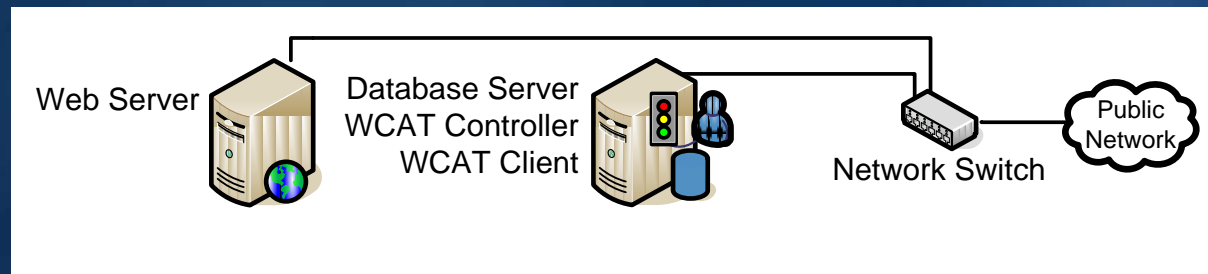 Web Server
Database Server
WCAT Controller
WCAT Client
Network Switch
Public
Network